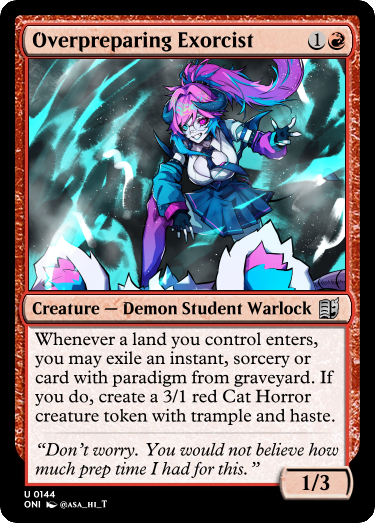 Overpreparing Exorcist 1
Creature — Demon Student Warlock
Whenever a land you control enters,
you may exile an instant, sorcery or
card with paradigm from graveyard. If
you do, create a 3/1 red Cat Horror
creature token with trample and haste.
“Don’t worry. You would not believe how
much prep time I had for this.”
1/3
U 0144
ONI @ASA_HI_T